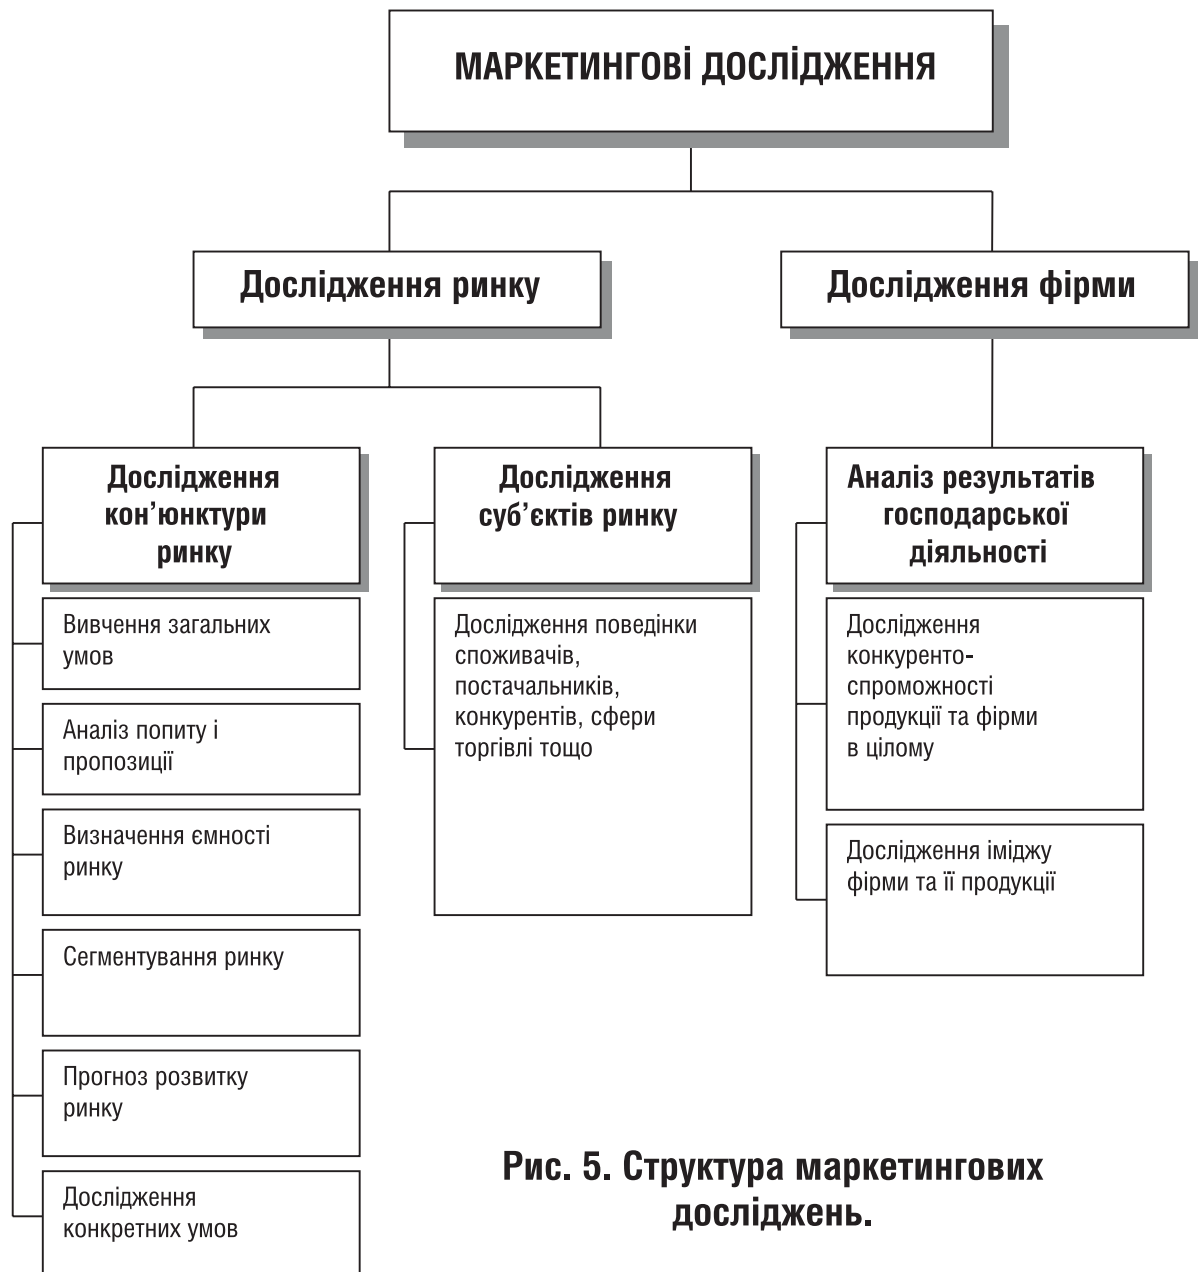 МАРКЕТИНГОВІ ДОСЛІДЖЕННЯ
Дослідження ринку
Дослідження фірми
Дослідження
кон’юнктури
ринку
Вивчення загальних
умов
Аналіз попиту і
пропозиції
Визначення ємності
ринку
Сегментування ринку
Прогноз розвитку
ринку
Дослідження
конкретних умов
Дослідження
суб’єктів ринку
Дослідження поведінки
споживачів,
постачальників,
конкурентів, сфери
торгівлі тощо
Аналіз результатів
господарської
діяльності
Дослідження
конкуренто-
спроможності
продукції та фірми
в цілому
Дослідження іміджу
фірми та її продукції
Рис. 5. Структура маркетингових
досліджень.